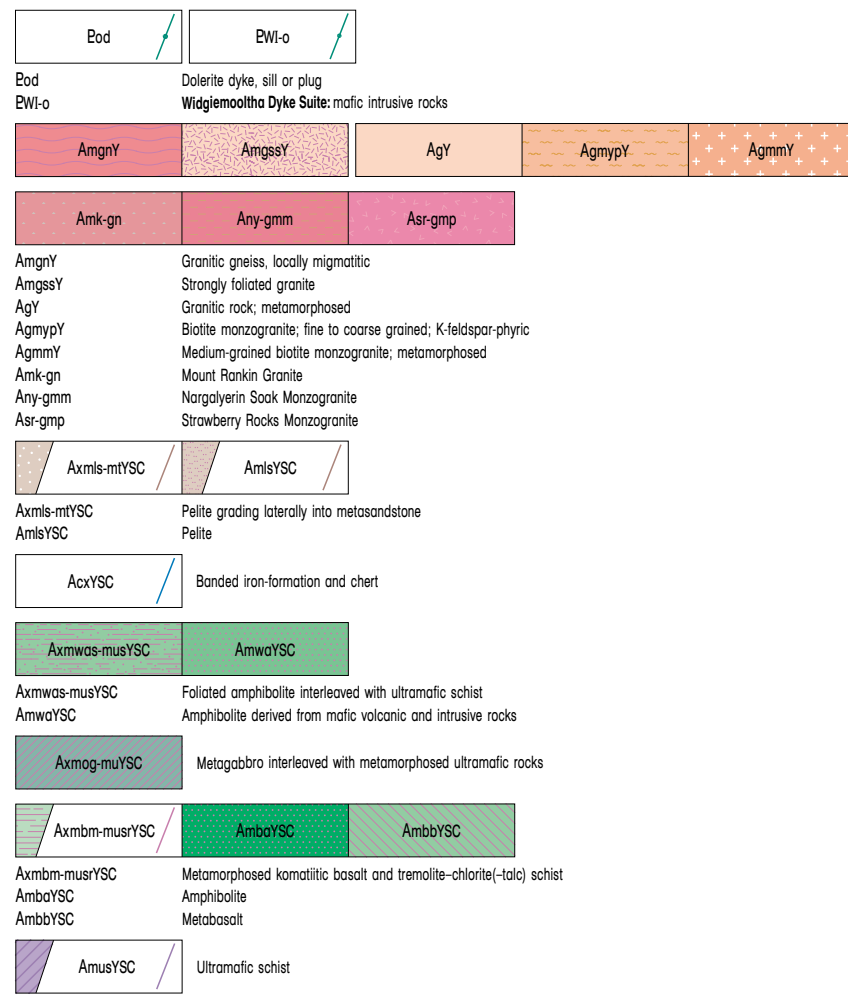 Pod PWI-o
Pod Dolerite dyke, sill or plug
PWI-o Widgiemooltha Dyke Suite: mafic intrusive rocks
AmgnY AmgssY AgY AgmypY AgmmY
Amk-gn Any-gmm Asr-gmp
AmgnY Granitic gneiss, locally migmatitic
AmgssY Strongly foliated granite
AgY Granitic rock; metamorphosed
AgmypY Biotite monzogranite; fine to coarse grained; K-feldspar-phyric
AgmmY Medium-grained biotite monzogranite; metamorphosed
Amk-gn Mount Rankin Granite
Any-gmm Nargalyerin Soak Monzogranite
Asr-gmp Strawberry Rocks Monzogranite
Axmls-mtYSC AmlsYSC
Axmls-mtYSC Pelite grading laterally into metasandstone
AmlsYSC Pelite
AcxYSC Banded iron-formation and chert
Axmwas-musYSC AmwaYSC
Axmwas-musYSC Foliated amphibolite interleaved with ultramafic schist
AmwaYSC Amphibolite derived from mafic volcanic and intrusive rocks
Axmog-muYSC Metagabbro interleaved with metamorphosed ultramafic rocks
Axmbm-musrYSC AmbaYSC AmbbYSC
Axmbm-musrYSC Metamorphosed komatiitic basalt and tremolite–chlorite(–talc) schist
AmbaYSC Amphibolite
AmbbYSC Metabasalt
AmusYSC Ultramafic schist